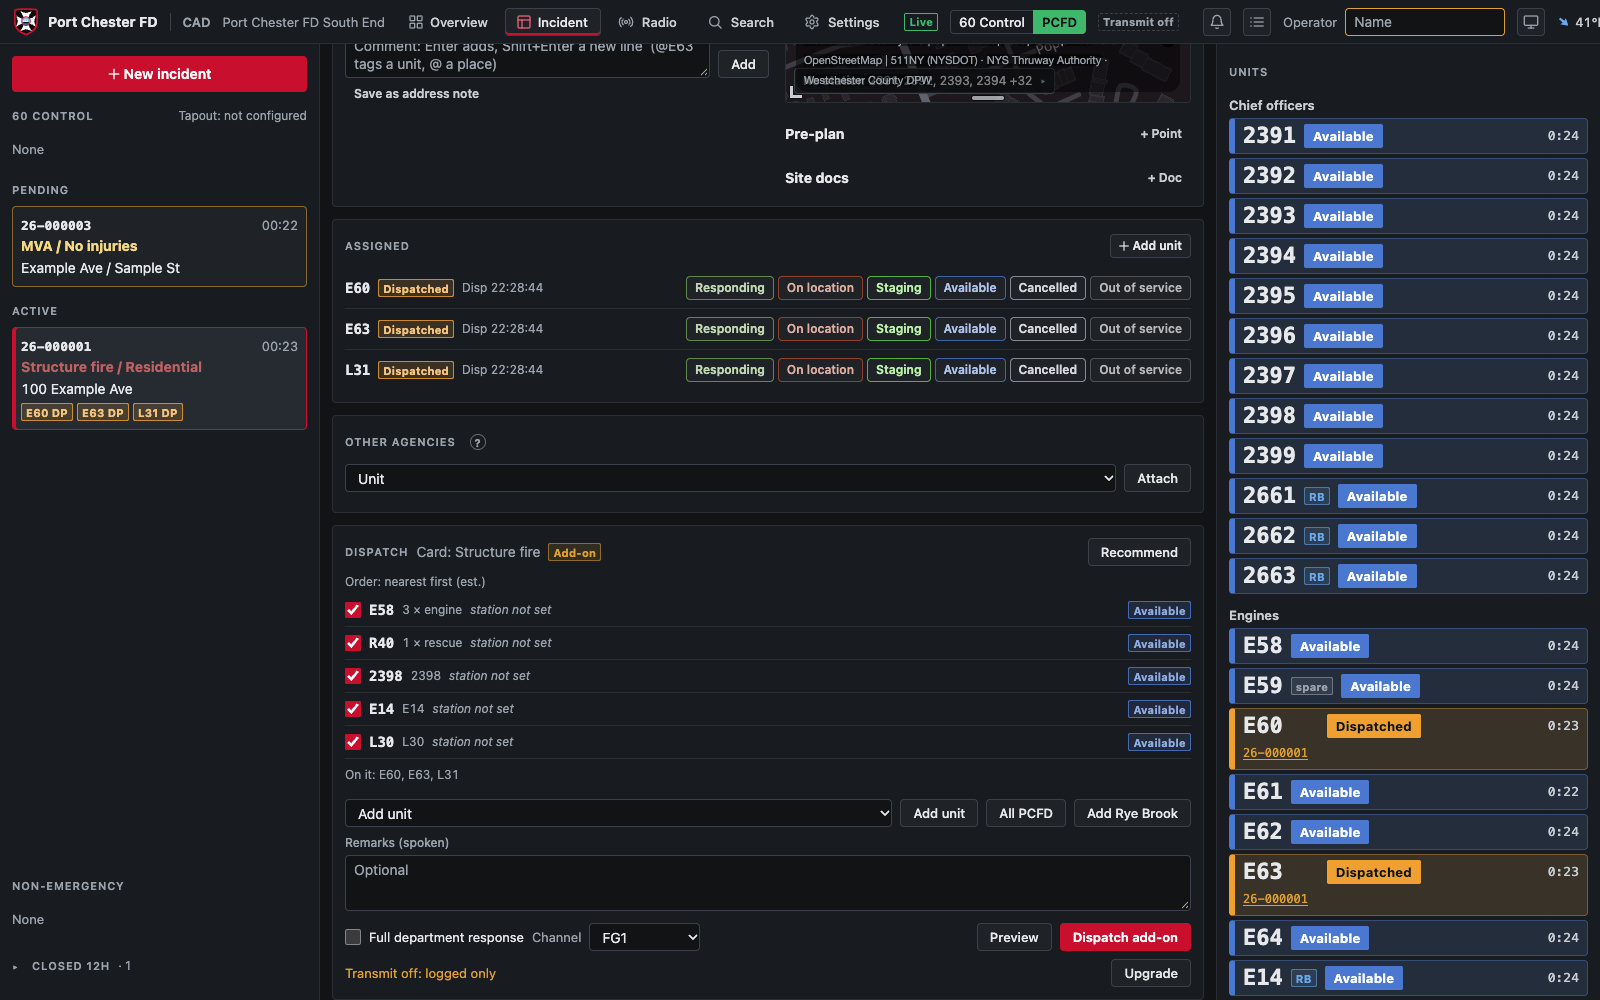 Port Chester FD CAD Port Chester FD South End Overview Incident Radio Search Settings Live 60 Control PCFD Transmit off Operator Name 41°
+ New incident
60 CONTROL Tapout: not configured
None
PENDING
26-000003 00:22
MVA / No injuries
Example Ave / Sample St
ACTIVE
26-000001 00:23
Structure fire / Residential
100 Example Ave
E60 DP E63 DP L31 DP
NON-EMERGENCY
None
CLOSED 12H · 1
Comment: Enter adds, Shift+Enter a new line (@E63
tags a unit, @ a place)
Add
Save as address note
OpenStreetMap | 511NY (NYSDOT) · NYS Thruway Authority ·
Westchester County DPW
2393, 2394 +32
Pre-plan + Point
Site docs + Doc
ASSIGNED + Add unit
E60 Dispatched Disp 22:28:44 Responding On location Staging Available Cancelled Out of service
E63 Dispatched Disp 22:28:44 Responding On location Staging Available Cancelled Out of service
L31 Dispatched Disp 22:28:44 Responding On location Staging Available Cancelled Out of service
OTHER AGENCIES ?
Unit Attach
DISPATCH Card: Structure fire Add-on Recommend
Order: nearest first (est.)
E58 3 × engine station not set Available
R40 1 × rescue station not set Available
2398 2398 station not set Available
E14 E14 station not set Available
L30 L30 station not set Available
On it: E60, E63, L31
Add unit Add unit All PCFD Add Rye Brook
Remarks (spoken)
Optional
Full department response Channel FG1 Preview Dispatch add-on
Transmit off: logged only Upgrade
UNITS
Chief officers
2391 Available 0:24
2392 Available 0:24
2393 Available 0:24
2394 Available 0:24
2395 Available 0:24
2396 Available 0:24
2397 Available 0:24
2398 Available 0:24
2399 Available 0:24
2661 RB Available 0:24
2662 RB Available 0:24
2663 RB Available 0:24
Engines
E58 Available 0:24
E59 spare Available 0:24
E60 Dispatched 0:23
26-000001
E61 Available 0:22
E62 Available 0:24
E63 Dispatched 0:23
26-000001
E64 Available 0:24
E14 RB Available 0:24